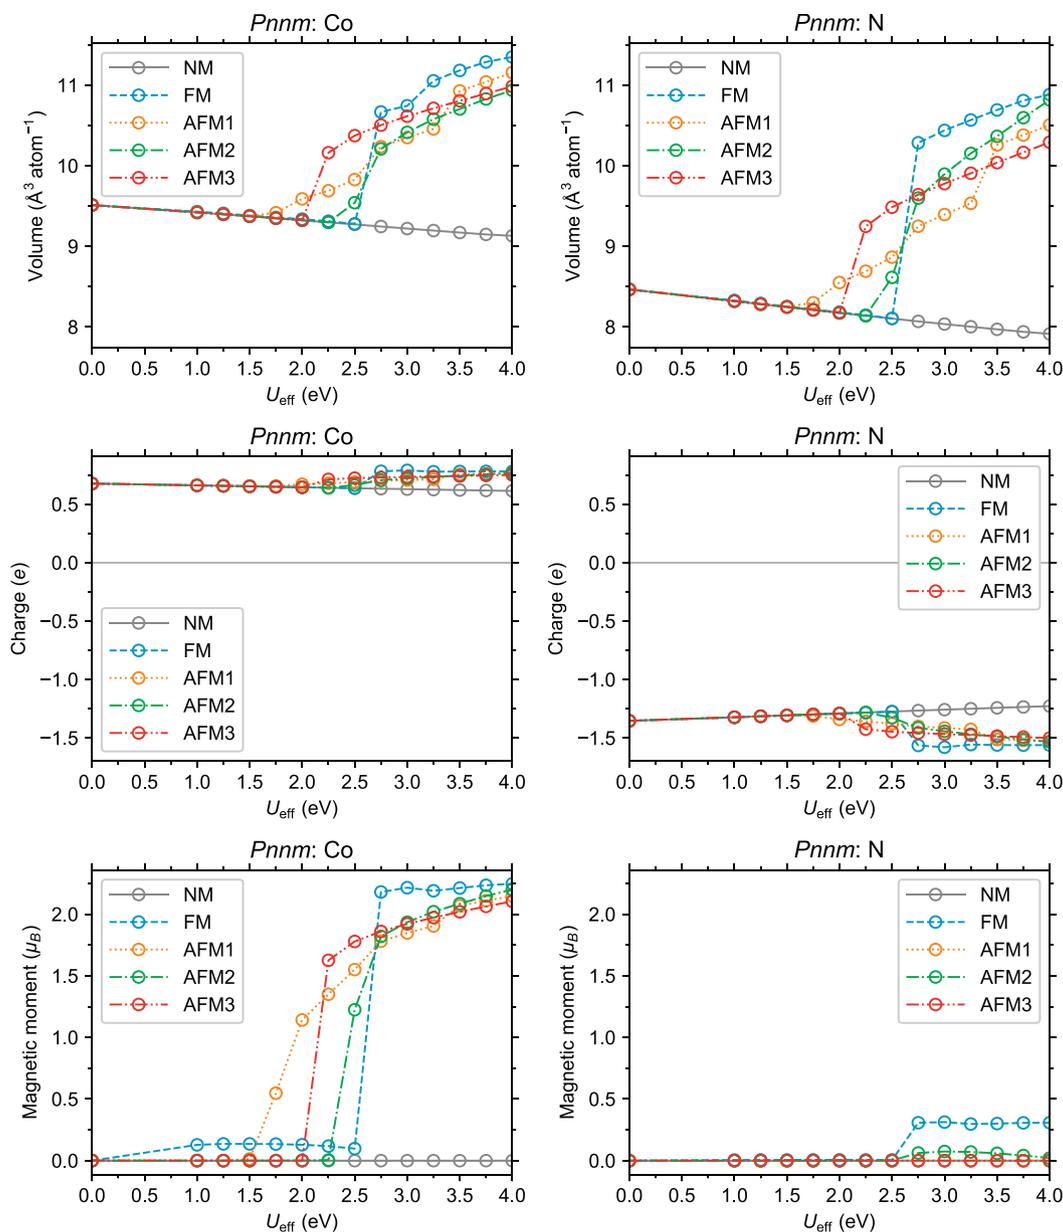 Pnnm: Co
11
10
9
8
Volume (Å³ atom⁻¹)
NM
FM
AFM1
AFM2
AFM3
0.0 0.5 1.0 1.5 2.0 2.5 3.0 3.5 4.0
Ueff (eV)
Pnnm: N
11
10
9
8
Volume (Å³ atom⁻¹)
NM
FM
AFM1
AFM2
AFM3
0.0 0.5 1.0 1.5 2.0 2.5 3.0 3.5 4.0
Ueff (eV)
Pnnm: Co
0.5
0.0
−0.5
−1.0
−1.5
Charge (e)
NM
FM
AFM1
AFM2
AFM3
0.0 0.5 1.0 1.5 2.0 2.5 3.0 3.5 4.0
Ueff (eV)
Pnnm: N
0.5
0.0
−0.5
−1.0
−1.5
Charge (e)
NM
FM
AFM1
AFM2
AFM3
0.0 0.5 1.0 1.5 2.0 2.5 3.0 3.5 4.0
Ueff (eV)
Pnnm: Co
2.0
1.5
1.0
0.5
0.0
Magnetic moment (μB)
NM
FM
AFM1
AFM2
AFM3
0.0 0.5 1.0 1.5 2.0 2.5 3.0 3.5 4.0
Ueff (eV)
Pnnm: N
2.0
1.5
1.0
0.5
0.0
Magnetic moment (μB)
NM
FM
AFM1
AFM2
AFM3
0.0 0.5 1.0 1.5 2.0 2.5 3.0 3.5 4.0
Ueff (eV)